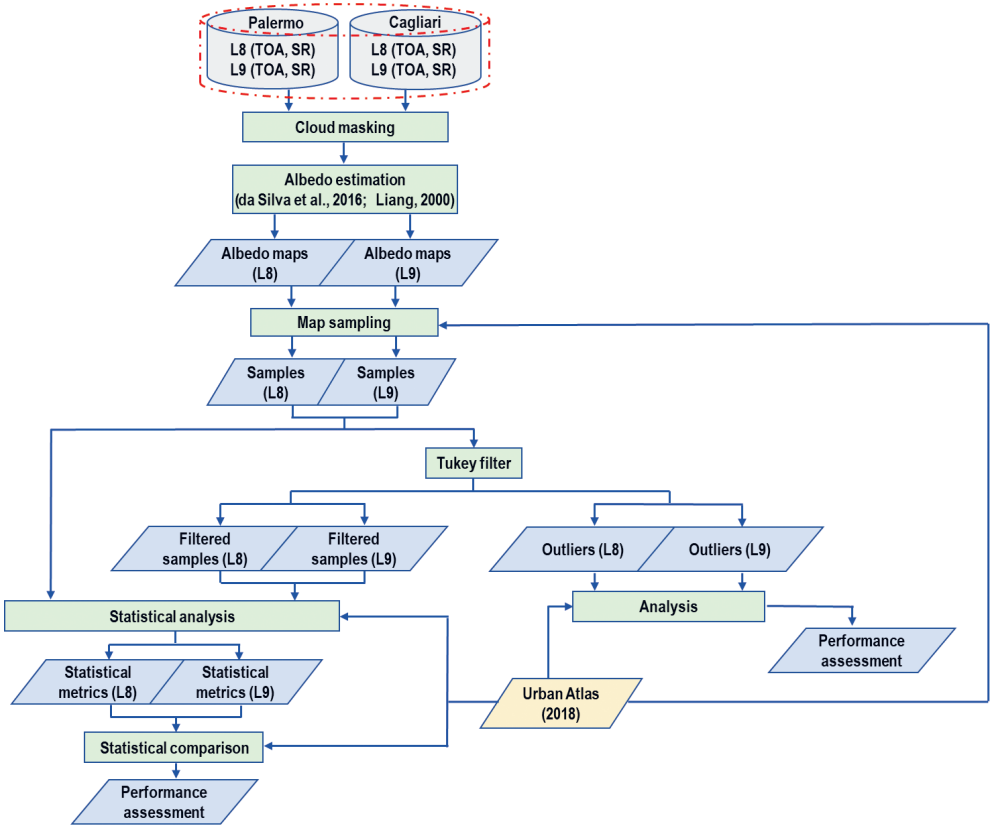 Palermo
L8 (TOA, SR)
L9 (TOA, SR)
Cagliari
L8 (TOA, SR)
L9 (TOA, SR)
Cloud masking
Albedo estimation
(da Silva et al., 2016; Liang, 2000)
Albedo maps
(L8)
Albedo maps
(L9)
Map sampling
Samples
(L8)
Samples
(L9)
Tukey filter
Filtered
samples (L8)
Filtered
samples (L9)
Outliers (L8)
Outliers (L9)
Statistical analysis
Analysis
Performance
assessment
Statistical
metrics (L8)
Statistical
metrics (L9)
Urban Atlas
(2018)
Statistical comparison
Performance
assessment